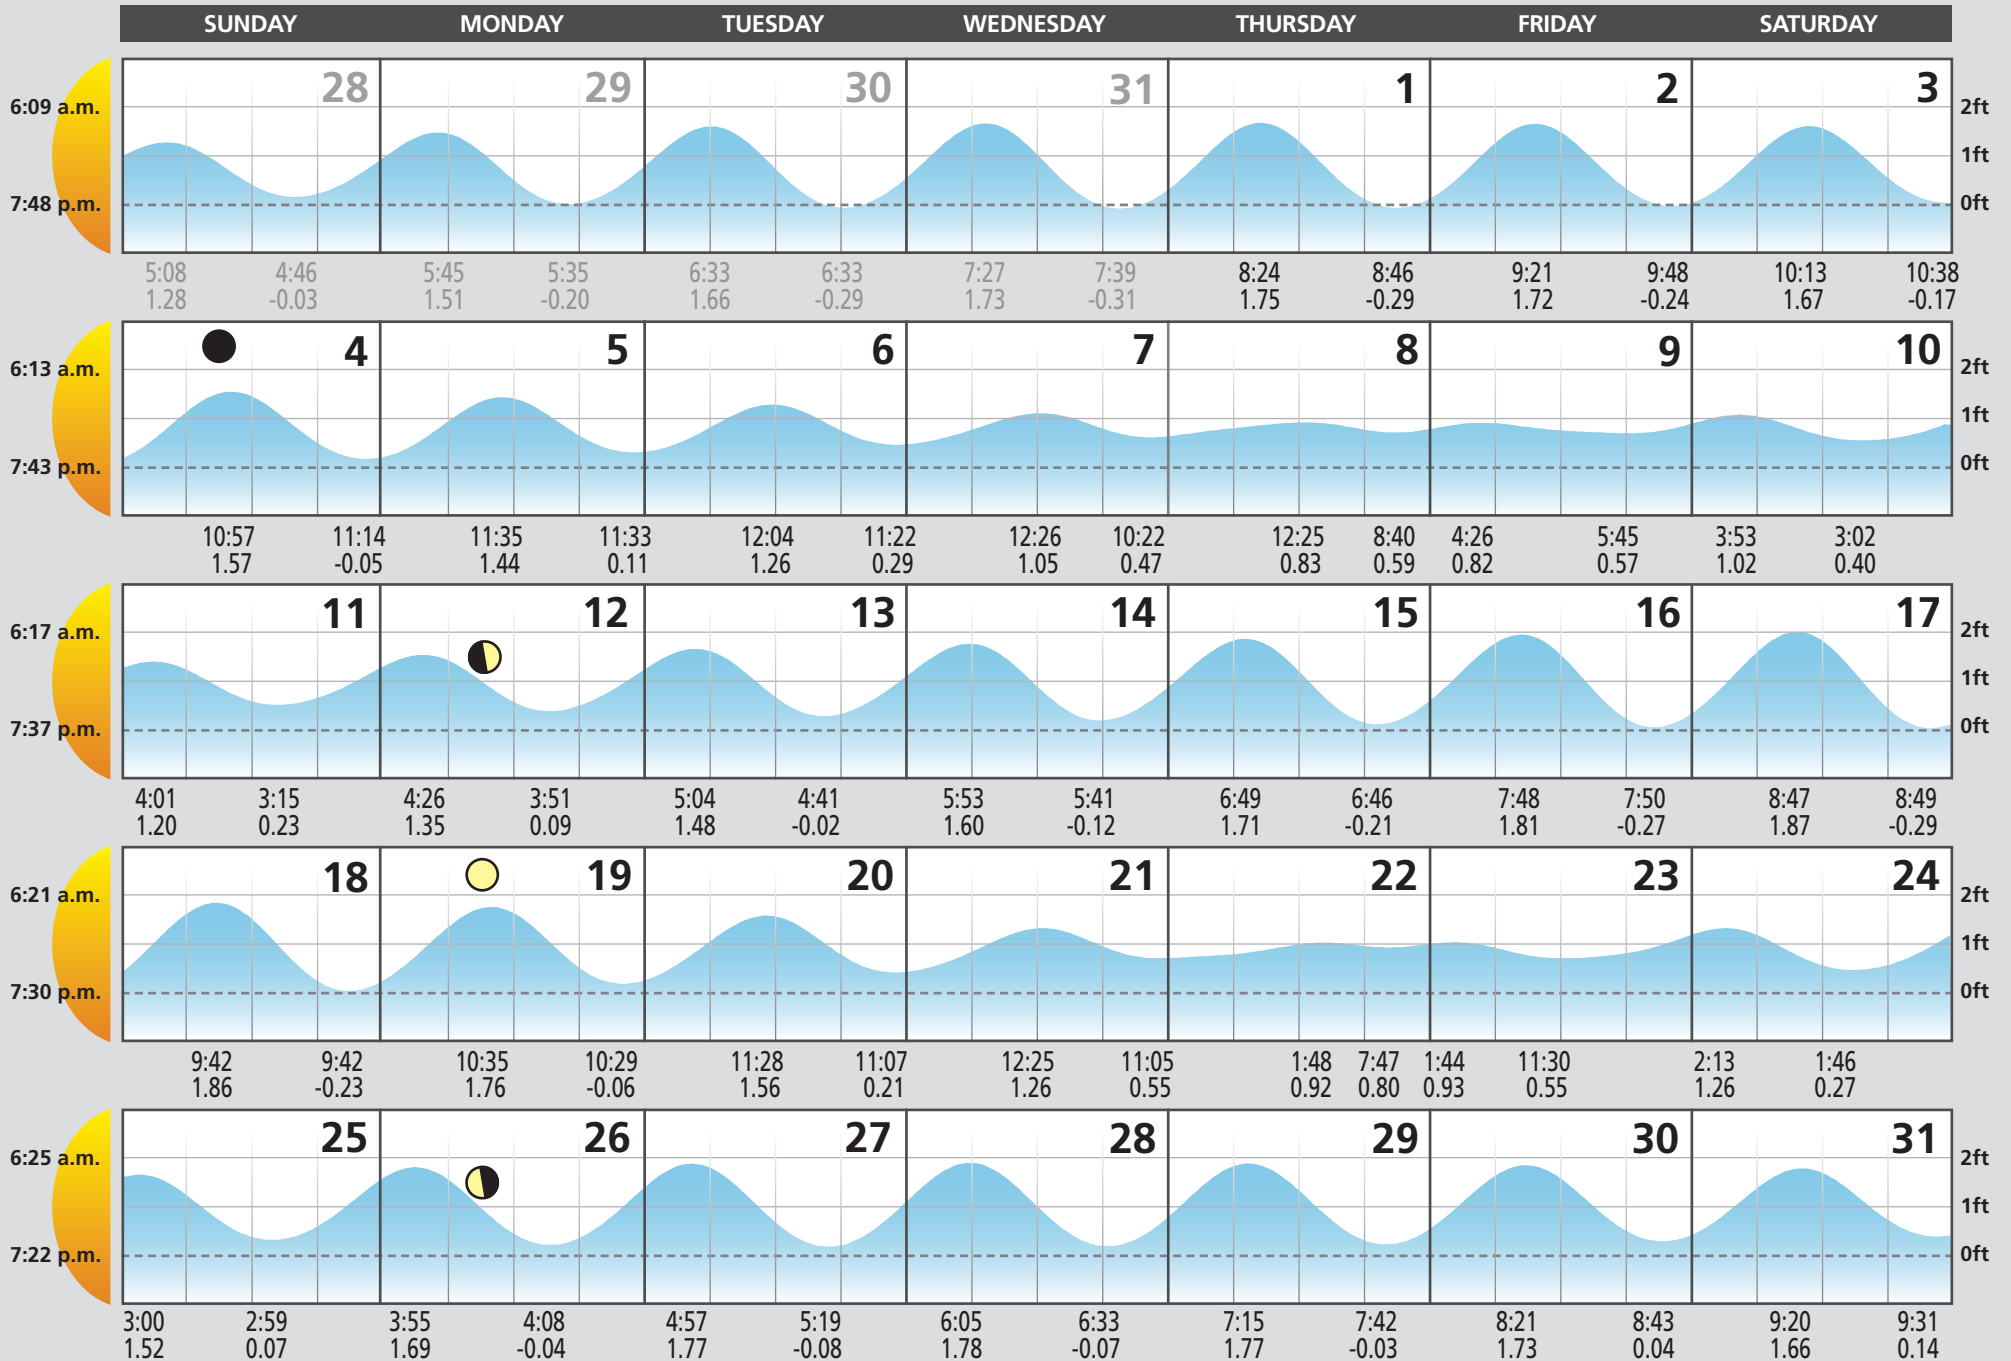 SUNDAY MONDAY TUESDAY WEDNESDAY THURSDAY FRIDAY SATURDAY
28 29 30 31 1 2 3
6:09 a.m. 2ft
1ft
7:48 p.m. 0ft
5:08 4:46 5:45 5:35 6:33 6:33 7:27 7:39 8:24 8:46 9:21 9:48 10:13 10:38
1.28 -0.03 1.51 -0.20 1.66 -0.29 1.73 -0.31 1.75 -0.29 1.72 -0.24 1.67 -0.17
4 5 6 7 8 9 10
6:13 a.m. 2ft
1ft
7:43 p.m. 0ft
10:57 11:14 11:35 11:33 12:04 11:22 12:26 10:22 12:25 8:40 4:26 5:45 3:53 3:02
1.57 -0.05 1.44 0.11 1.26 0.29 1.05 0.47 0.83 0.59 0.82 0.57 1.02 0.40
11 12 13 14 15 16 17
6:17 a.m. 2ft
1ft
7:37 p.m. 0ft
4:01 3:15 4:26 3:51 5:04 4:41 5:53 5:41 6:49 6:46 7:48 7:50 8:47 8:49
1.20 0.23 1.35 0.09 1.48 -0.02 1.60 -0.12 1.71 -0.21 1.81 -0.27 1.87 -0.29
18 19 20 21 22 23 24
6:21 a.m. 2ft
1ft
7:30 p.m. 0ft
9:42 9:42 10:35 10:29 11:28 11:07 12:25 11:05 1:48 7:47 1:44 11:30 2:13 1:46
1.86 -0.23 1.76 -0.06 1.56 0.21 1.26 0.55 0.92 0.80 0.93 0.55 1.26 0.27
25 26 27 28 29 30 31
6:25 a.m. 2ft
1ft
7:22 p.m. 0ft
3:00 2:59 3:55 4:08 4:57 5:19 6:05 6:33 7:15 7:42 8:21 8:43 9:20 9:31
1.52 0.07 1.69 -0.04 1.77 -0.08 1.78 -0.07 1.77 -0.03 1.73 0.04 1.66 0.14